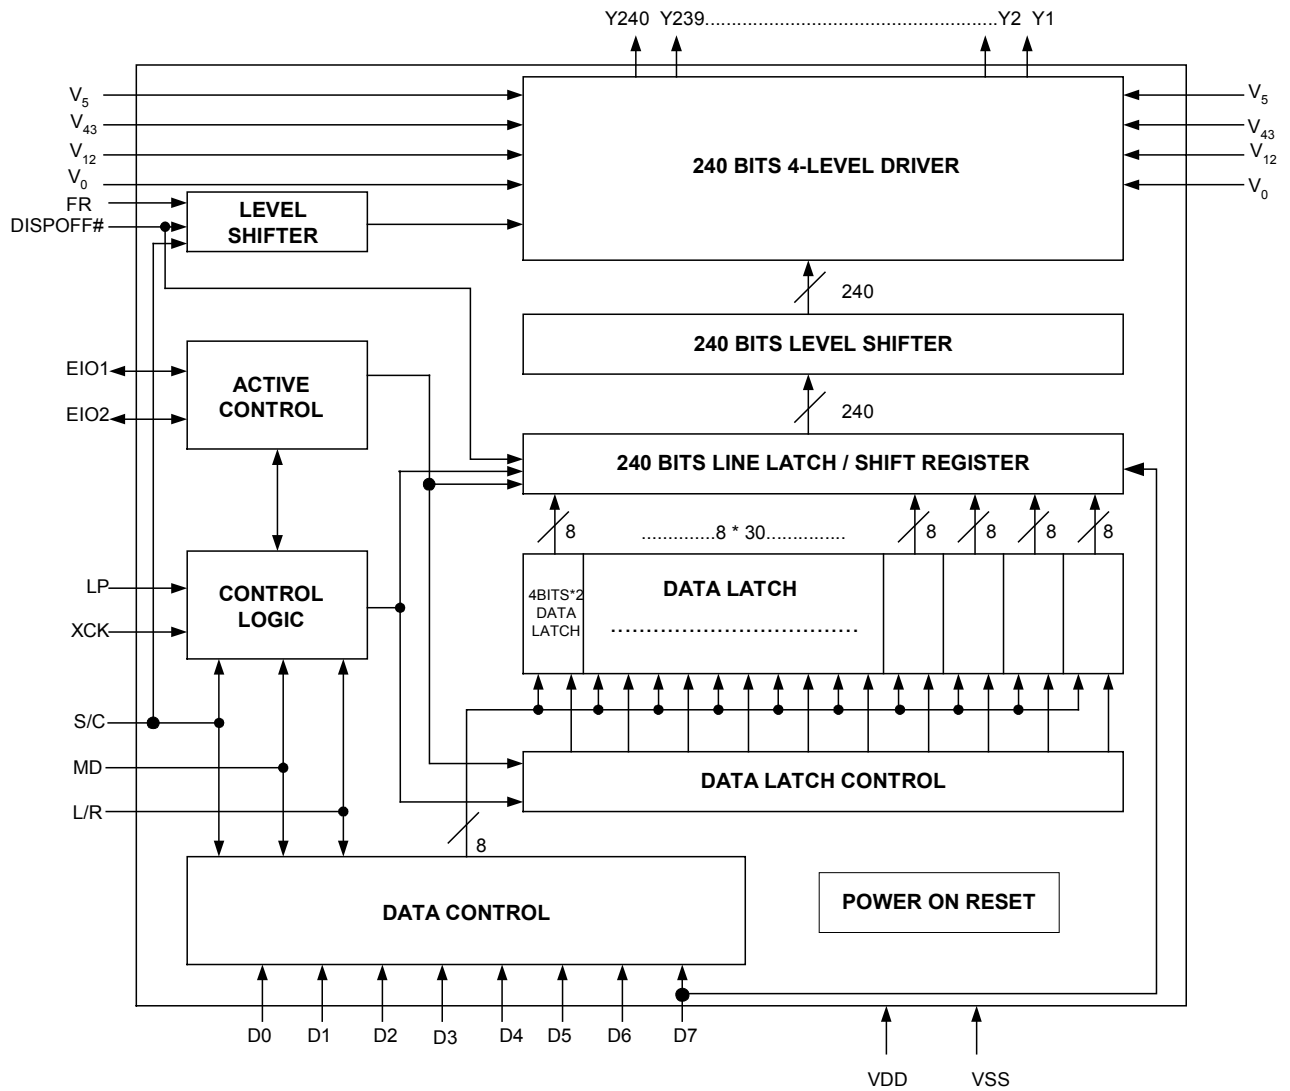 Y240 Y239........................................................Y2 Y1
V5
V43
V12
V0
FR
DISPOFF#
V5
V43
V12
V0
240 BITS 4-LEVEL DRIVER
LEVEL
SHIFTER
240
240 BITS LEVEL SHIFTER
240
EIO1
EIO2
ACTIVE
CONTROL
240 BITS LINE LATCH / SHIFT REGISTER
8
..............8 * 30...............
8
8
8
8
LP
XCK
CONTROL
LOGIC
4BITS*2
DATA
LATCH
DATA LATCH
...................................
S/C
MD
L/R
DATA LATCH CONTROL
8
DATA CONTROL
POWER ON RESET
D0 D1 D2 D3 D4 D5 D6 D7
VDD VSS